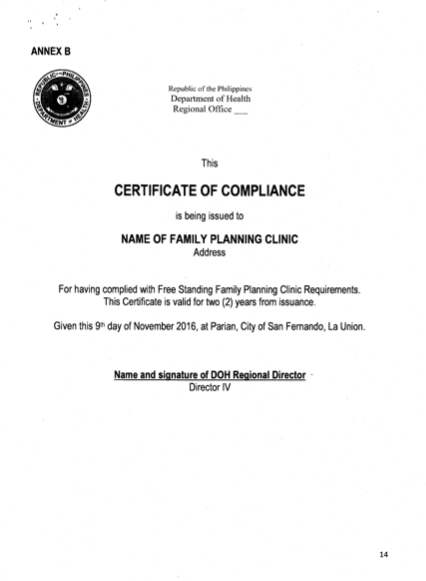 ANNEX B
REPUBLIC OF THE PHILIPPINES
DEPARTMENT OF HEALTH
Republic of the Philippines
Department of Health
Regional Office ___
This
CERTIFICATE OF COMPLIANCE
is being issued to
NAME OF FAMILY PLANNING CLINIC
Address
For having complied with Free Standing Family Planning Clinic Requirements.
This Certificate is valid for two (2) years from issuance.
Given this 9th day of November 2016, at Parian, City of San Fernando, La Union.
Name and signature of DOH Regional Director
Director IV
14